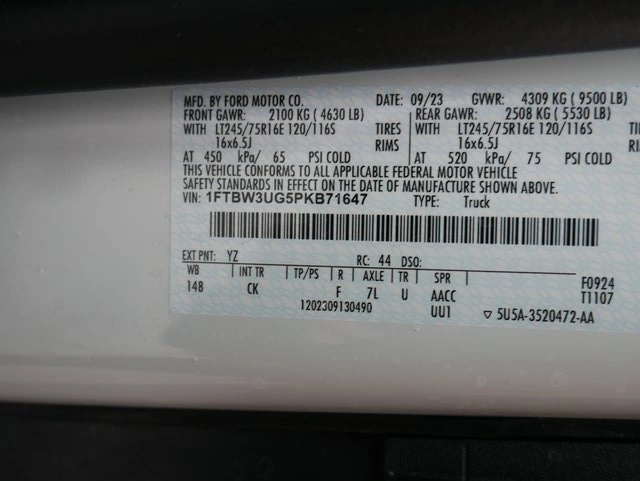 MFD. BY FORD MOTOR CO. DATE: 09/23 GVWR: 4309 KG ( 9500 LB)
FRONT GAWR: 2100 KG ( 4630 LB) REAR GAWR: 2508 KG ( 5530 LB)
WITH LT245/75R16E 120/116S TIRES WITH LT245/75R16E 120/116S TIRES
16x6.5J RIMS 16x6.5J RIMS
AT 450 kPa/ 65 PSI COLD AT 520 kPa/ 75 PSI COLD
THIS VEHICLE CONFORMS TO ALL APPLICABLE FEDERAL MOTOR VEHICLE
SAFETY STANDARDS IN EFFECT ON THE DATE OF MANUFACTURE SHOWN ABOVE.
VIN: 1FTBW3UG5PKB71647 TYPE: Truck
EXT PNT: YZ RC: 44 DSO:
WB INT TR TP/PS R AXLE TR SPR F0924
148 CK F 7L U AACC T1107
1202309130490 UU1 ▽ 5U5A-3520472-AA